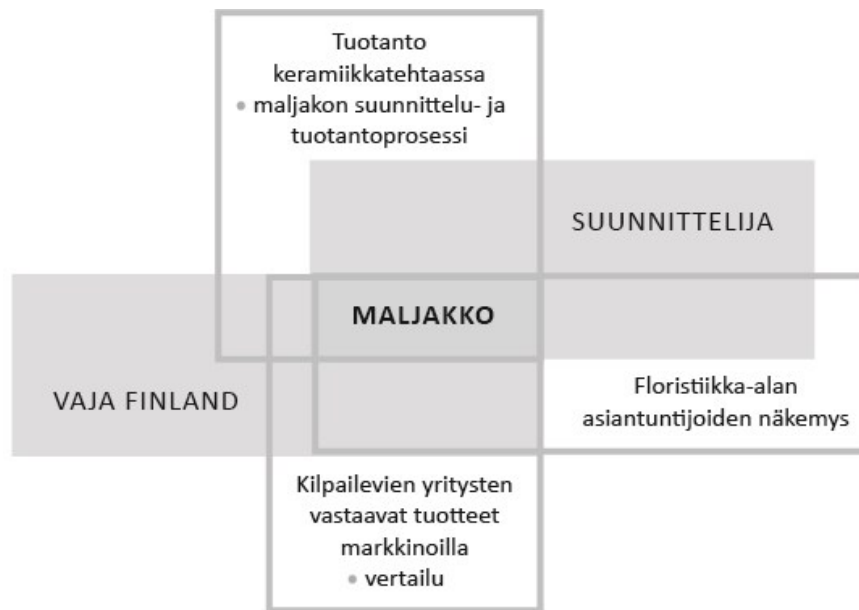 Tuotanto
keramiikkatehtaassa
• maljakon suunnittelu- ja
tuotantoprosessi
SUUNNITTELIJA
MALJAKKO
VAJA FINLAND
Floristiikka-alan
asiantuntijoiden näkemys
Kilpailevien yritysten
vastaavat tuotteet
markkinoilla
• vertailu